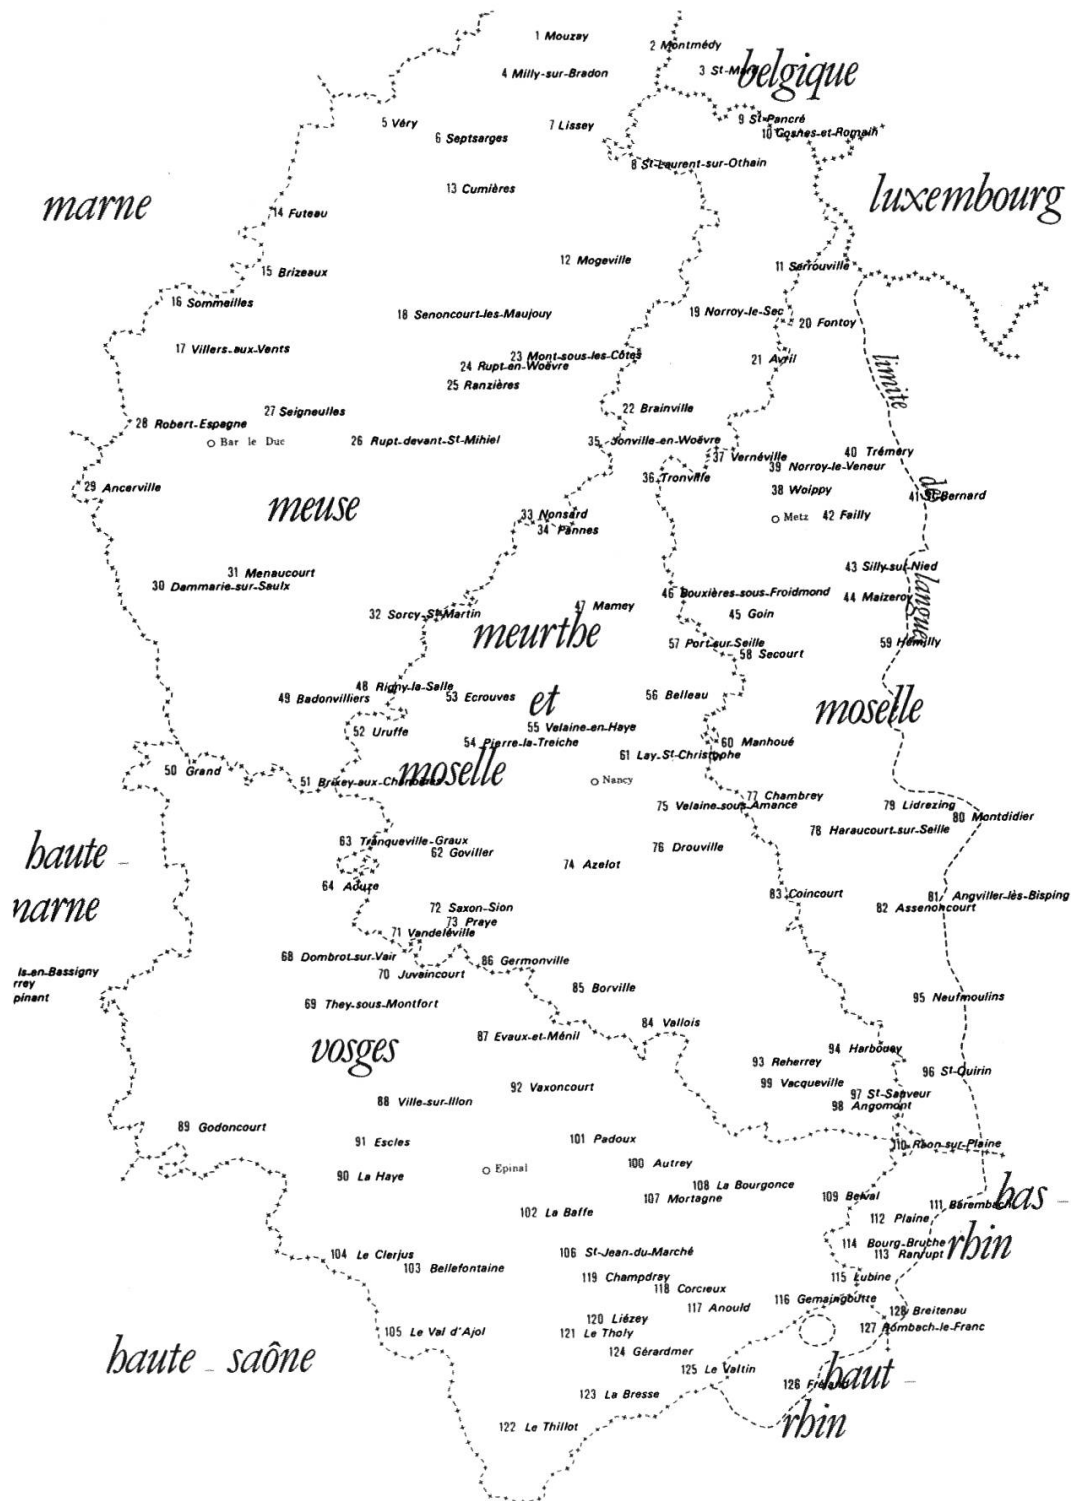 1 Mouzay
2 Montmédy
belgique
4 Milly-sur-Bradon
3 St-Mard
5 Véry
7 Lissey
9 St-Pancré
10 Cosnes-et-Romain
6 Septsarges
8 St-Laurent-sur-Othain
13 Cumières
marne
luxembourg
14 Futeau
12 Mogeville
11 Serrouville
15 Brizeaux
16 Sommeilles
18 Senoncourt-les-Maujouy
19 Norroy-le-Sec
20 Fontoy
17 Villers-aux-Vents
23 Mont-sous-les-Côtes
24 Rupt-en-Woëvre
21 Avril
25 Ranzières
limite de langue
22 Brainville
27 Seigneulles
28 Robert-Espagne
Bar le Duc
26 Rupt-devant-St-Mihiel
35 Jonville-en-Woëvre
37 Vernéville
40 Trémery
39 Norroy-le-Veneur
36 Tronville
29 Ancerville
38 Woippy
41 St-Bernard
meuse
33 Nonsard
34 Pannes
Metz
42 Failly
31 Menaucourt
30 Dammarie-sur-Saulx
43 Silly-sur-Nied
46 Bouxières-sous-Froidmond
44 Maizeroy
32 Sorcy-St-Martin
47 Mamey
45 Goin
meurthe
57 Port-sur-Seille
58 Secourt
59 Hémilly
48 Rigny-la-Salle
49 Badonvilliers
53 Ecrouves
et
56 Belleau
moselle
52 Uruffe
55 Velaine-en-Haye
54 Pierre-la-Treiche
60 Manhoué
61 Lay-St-Christophe
50 Grand
51 Brixey-aux-Chanoines
moselle
Nancy
77 Chambrey
75 Velaine-sous-Amance
79 Lidrezing
80 Montdidier
78 Haraucourt-sur-Seille
63 Tranqueville-Graux
62 Goviller
76 Drouville
haute-
74 Azelot
64 Aouze
83 Coincourt
81 Angviller-lès-Bisping
82 Assenoncourt
marne
72 Saxon-Sion
73 Praye
71 Vandeléville
68 Dombrot-sur-Vair
86 Germonville
ls-en-Bassigny
rrey
pinant
70 Juvaincourt
85 Borville
69 They-sous-Montfort
95 Neufmoulins
84 Vallois
87 Evaux-et-Ménil
vosges
94 Harbouey
93 Reherrey
96 St-Quirin
99 Vacqueville
92 Vaxoncourt
97 St-Sauveur
98 Angomont
88 Ville-sur-Illon
89 Godoncourt
91 Escles
101 Padoux
110 Raon-sur-Plaine
90 La Haye
Epinal
100 Autrey
108 La Bourgonce
107 Mortagne
109 Belval
bas-
111 Barembach
102 La Baffe
112 Plaine
rhin
114 Bourg-Bruche
113 Ranrupt
104 Le Clerjus
103 Bellefontaine
106 St-Jean-du-Marché
119 Champdray
118 Corcieux
115 Lubine
116 Gemaingoutte
117 Anould
128 Breitenau
120 Liézey
127 Rombach-le-Franc
105 Le Val d'Ajol
121 Le Tholy
124 Gérardmer
haute-saône
125 Le Valtin
haut-
126 Fréland
123 La Bresse
rhin
122 Le Thillot